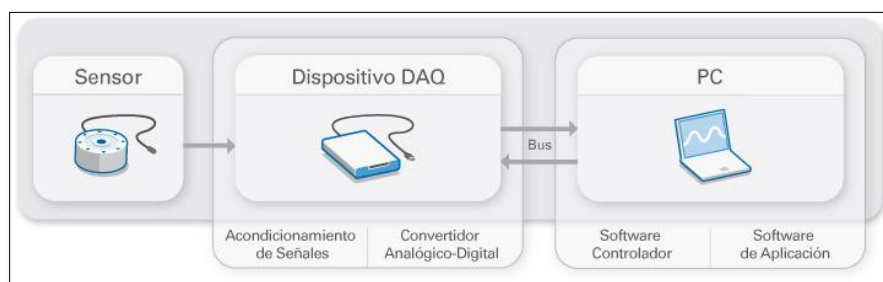 Sensor
Dispositivo DAQ
PC
Bus
Acondicionamiento
de Señales
Convertidor
Analógico-Digital
Software
Controlador
Software
de Aplicación